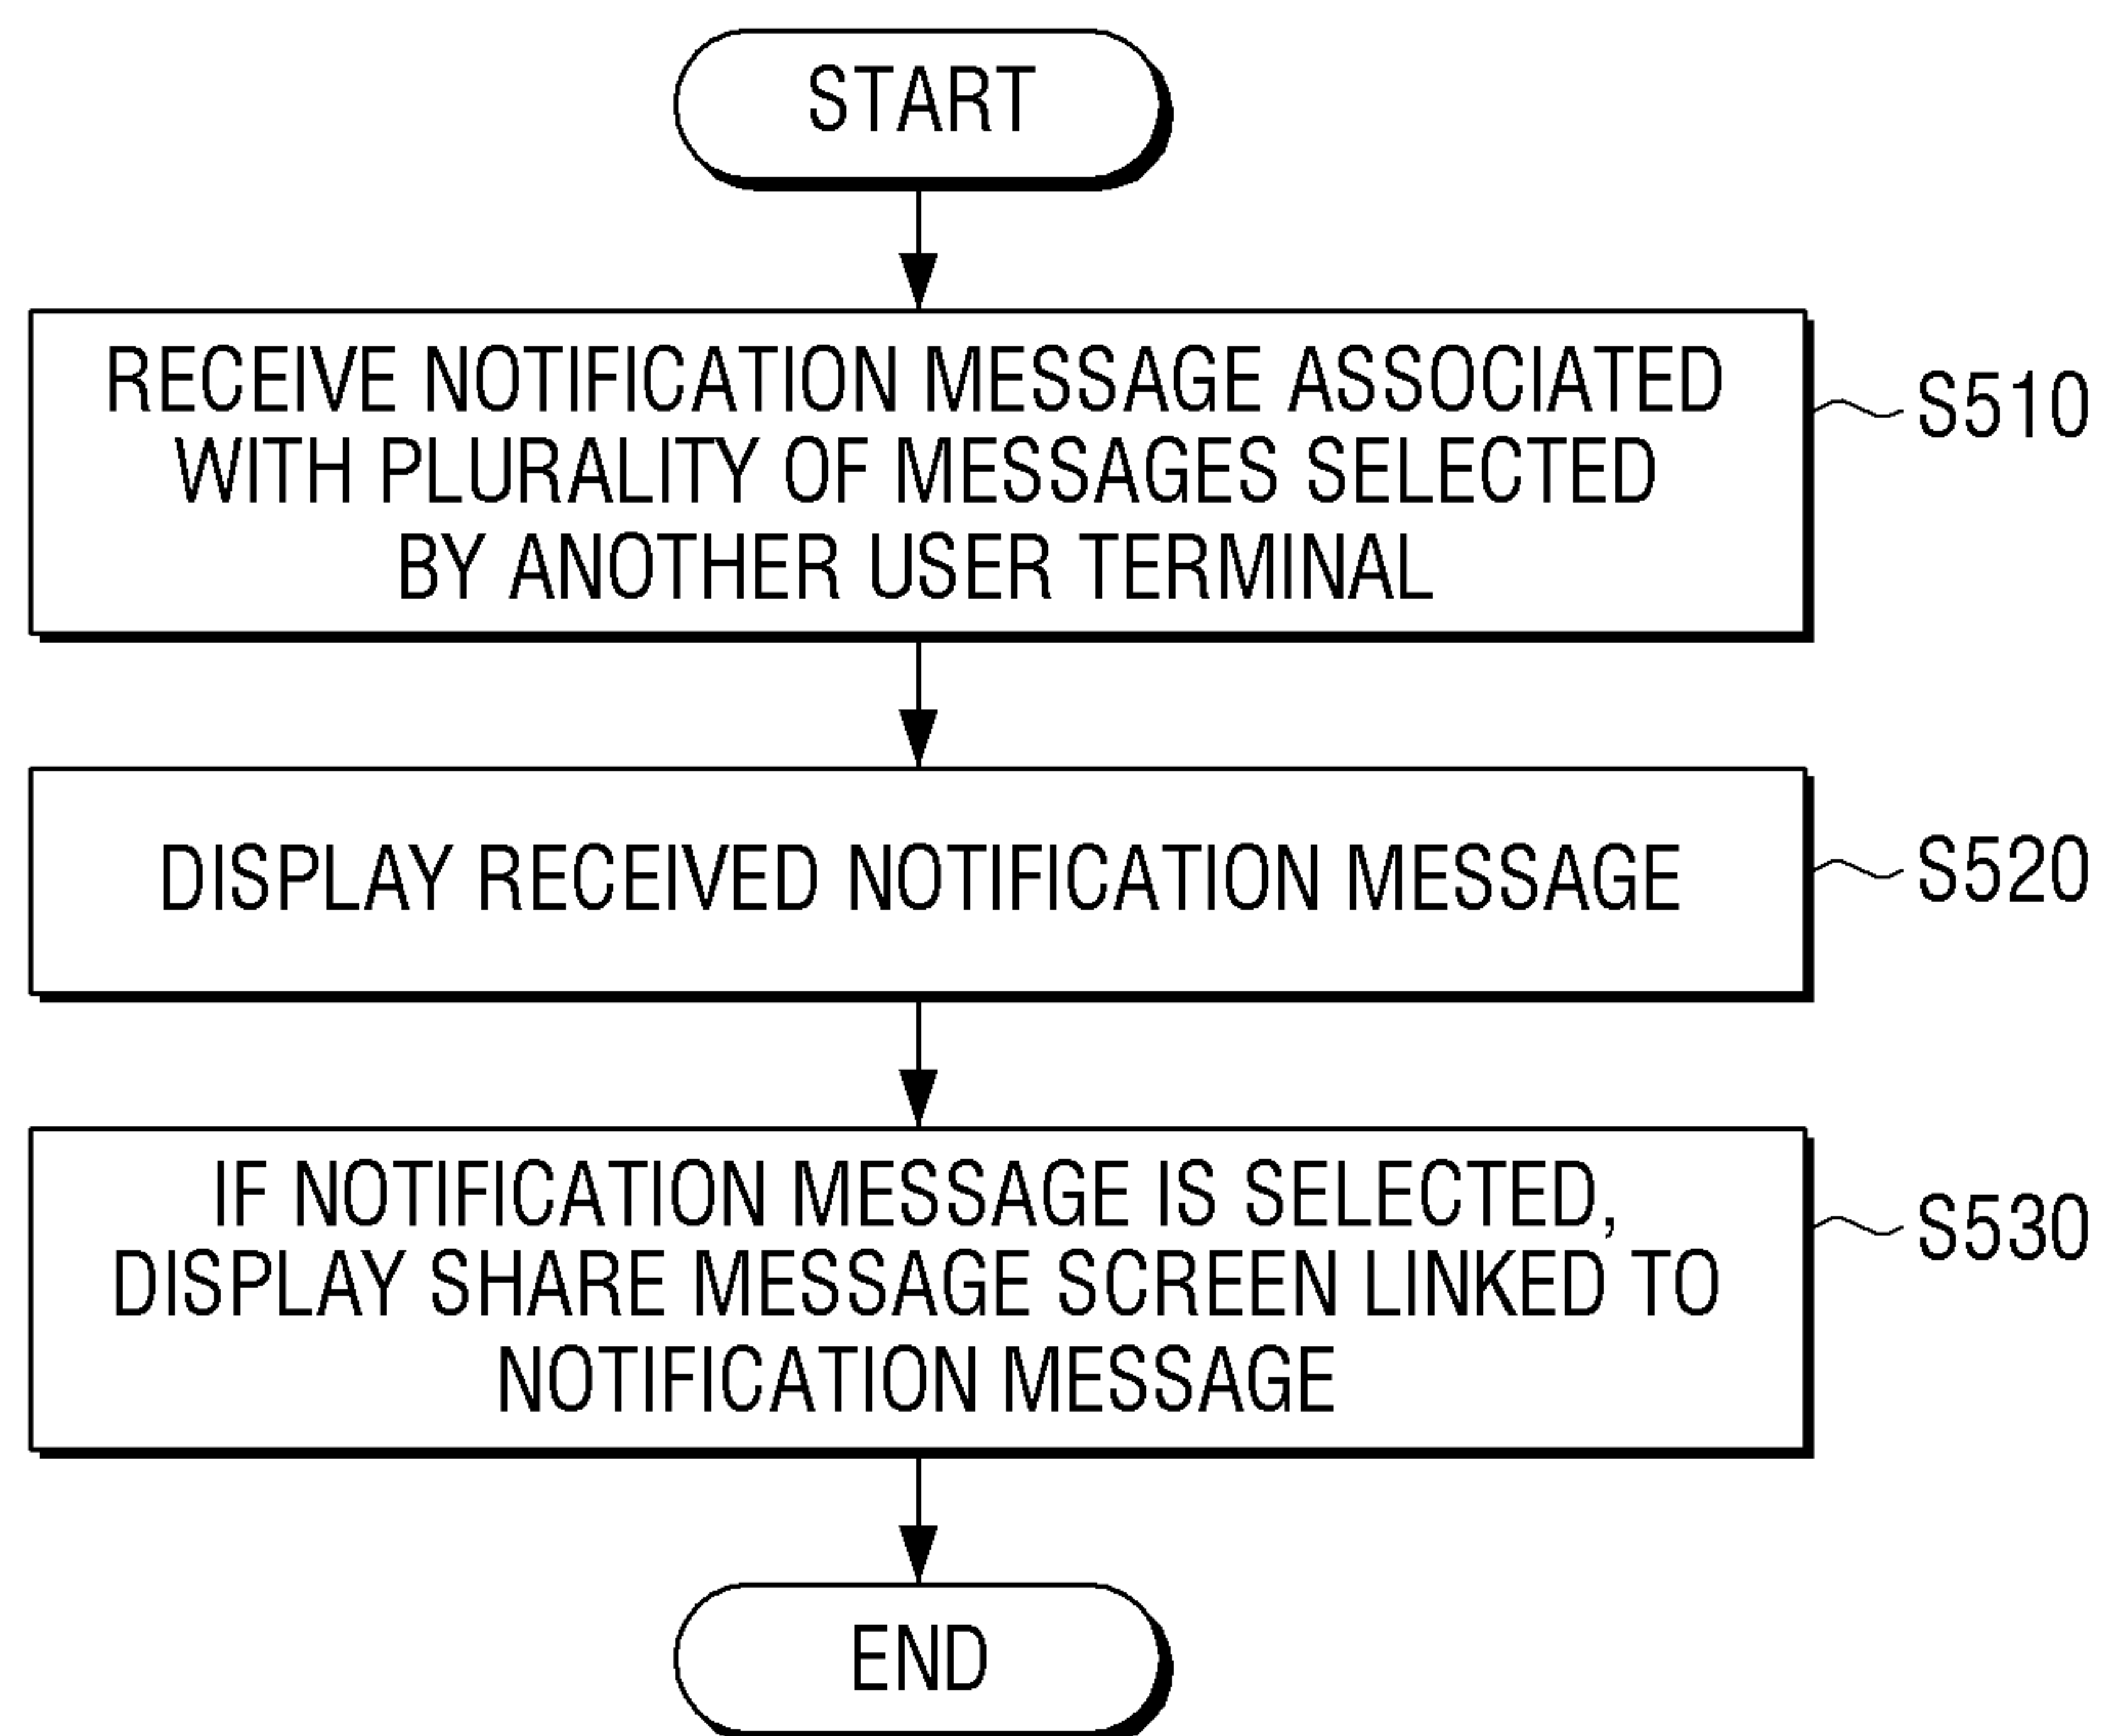 START
RECEIVE NOTIFICATION MESSAGE ASSOCIATED
WITH PLURALITY OF MESSAGES SELECTED
BY ANOTHER USER TERMINAL
S510
DISPLAY RECEIVED NOTIFICATION MESSAGE
S520
IF NOTIFICATION MESSAGE IS SELECTED,
DISPLAY SHARE MESSAGE SCREEN LINKED TO
NOTIFICATION MESSAGE
S530
END